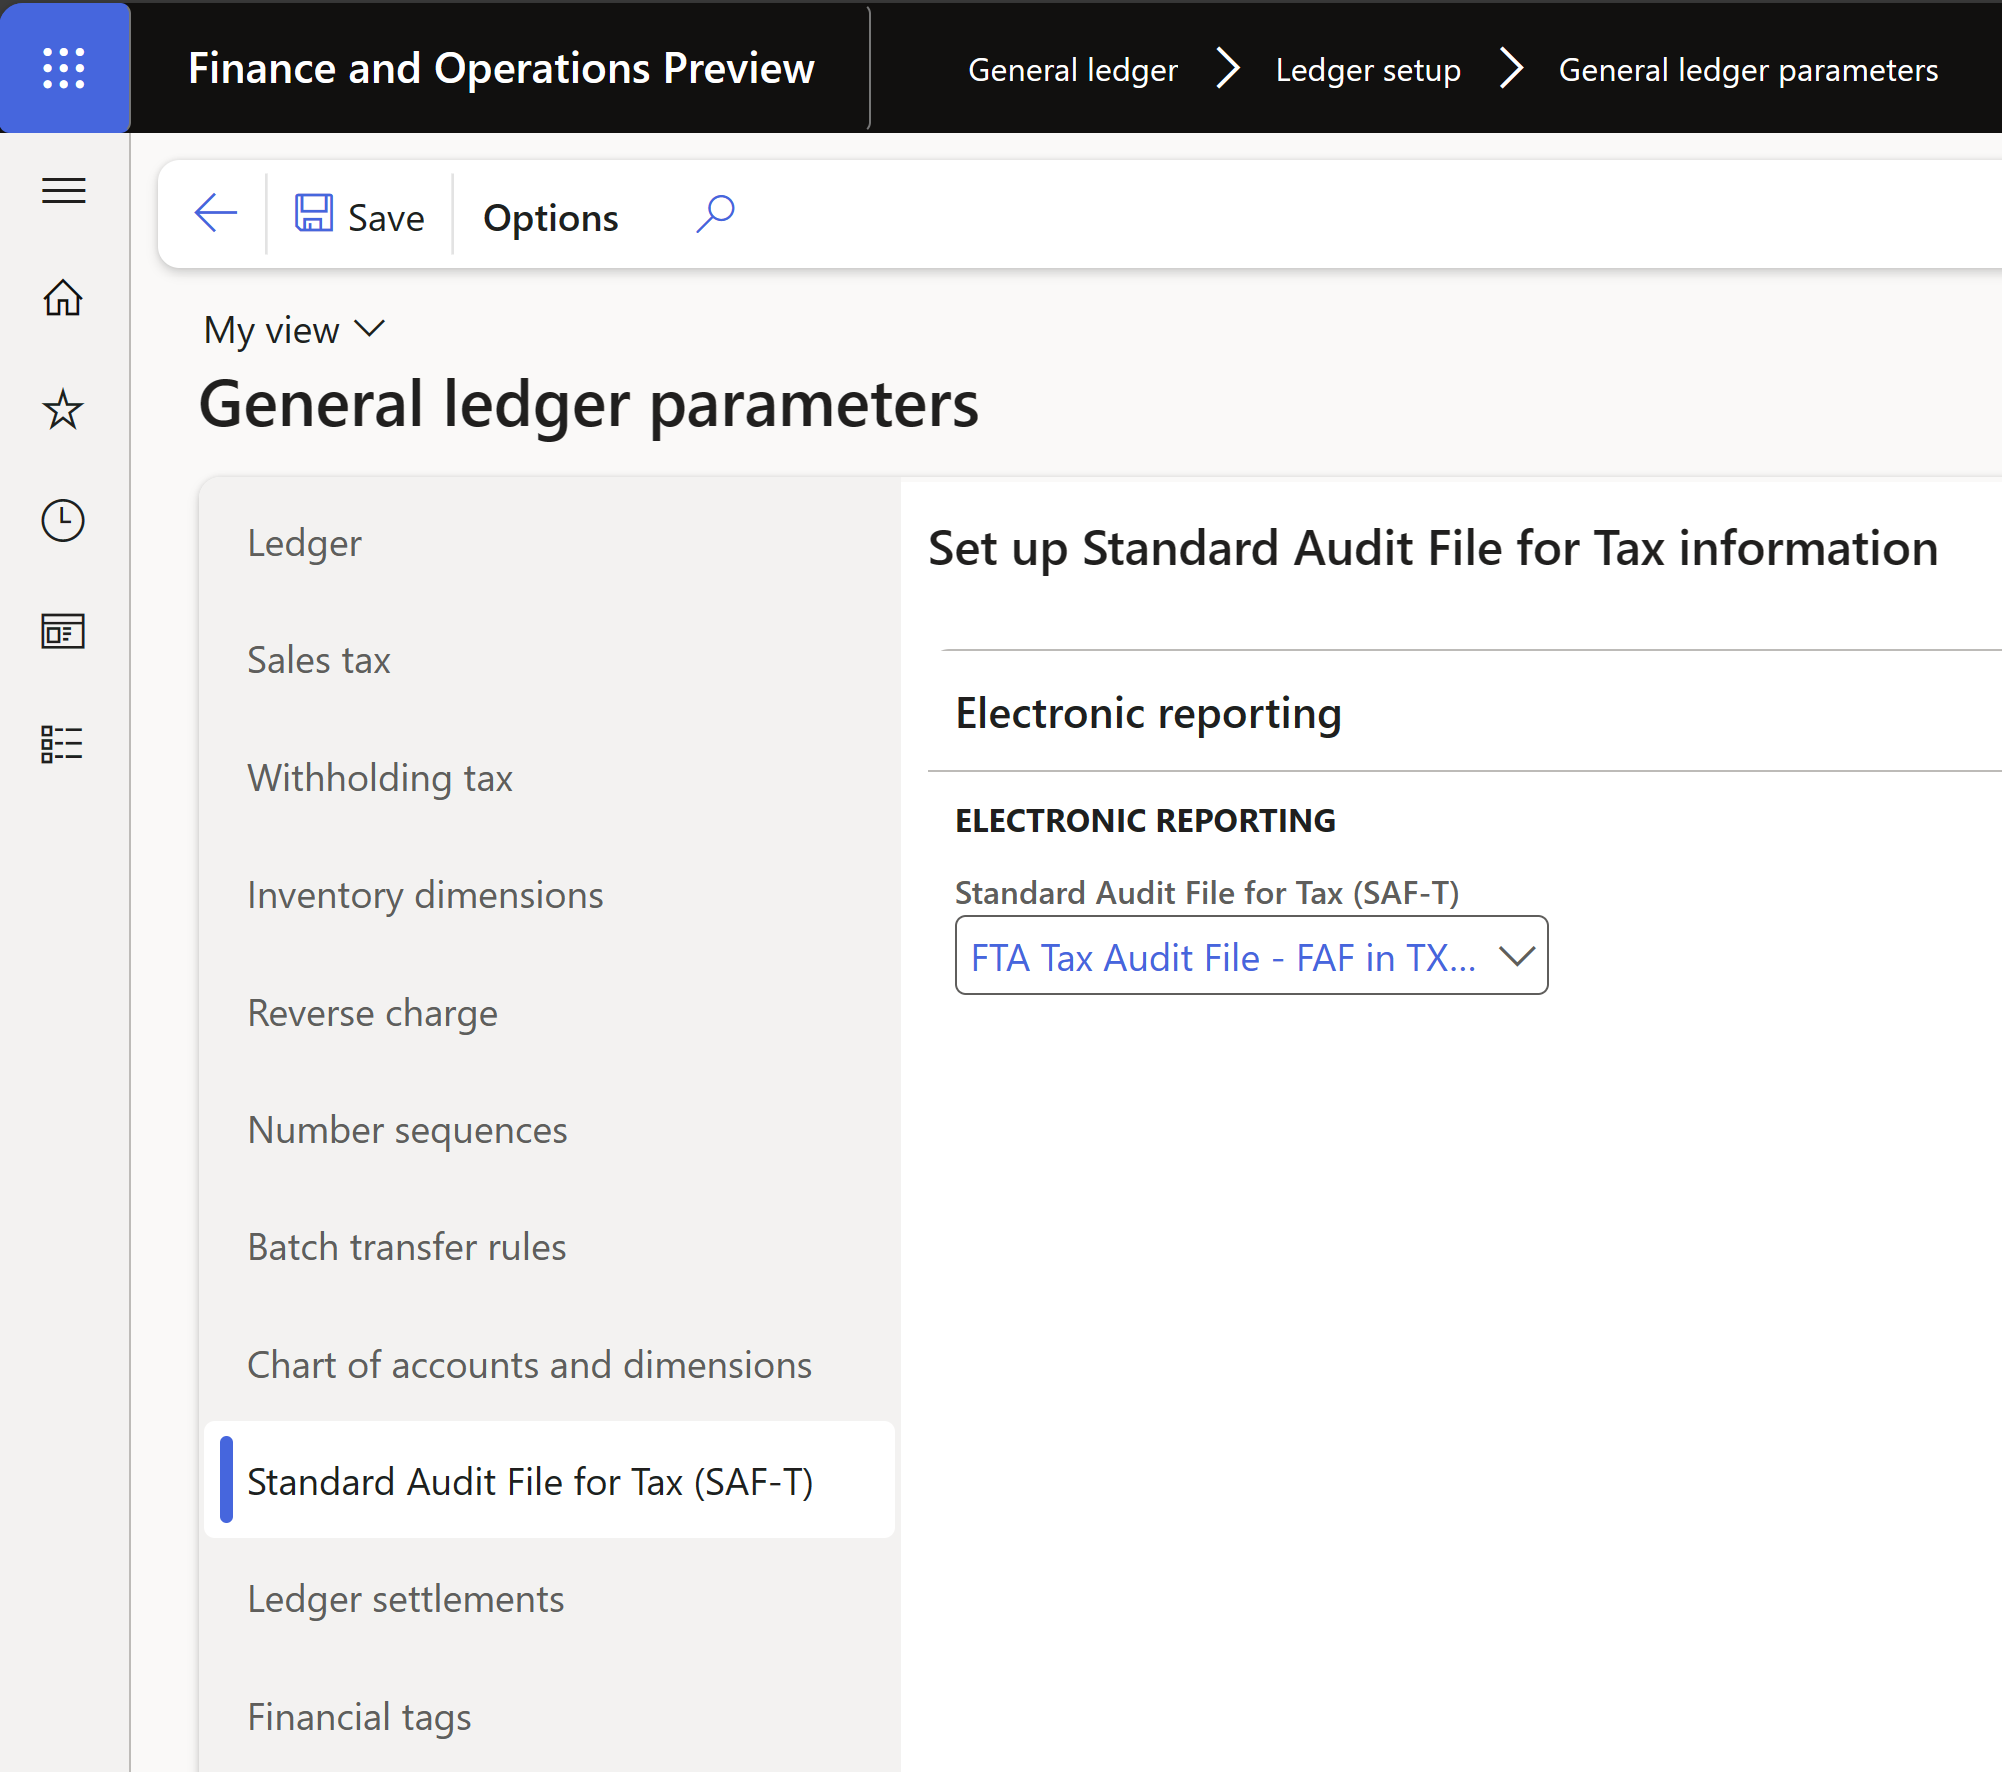 Finance and Operations Preview
General ledger > Ledger setup > General ledger parameters
Save Options
My view
General ledger parameters
Ledger
Sales tax
Withholding tax
Inventory dimensions
Reverse charge
Number sequences
Batch transfer rules
Chart of accounts and dimensions
Standard Audit File for Tax (SAF-T)
Ledger settlements
Financial tags
Set up Standard Audit File for Tax information
Electronic reporting
ELECTRONIC REPORTING
Standard Audit File for Tax (SAF-T)
FTA Tax Audit File - FAF in TX...